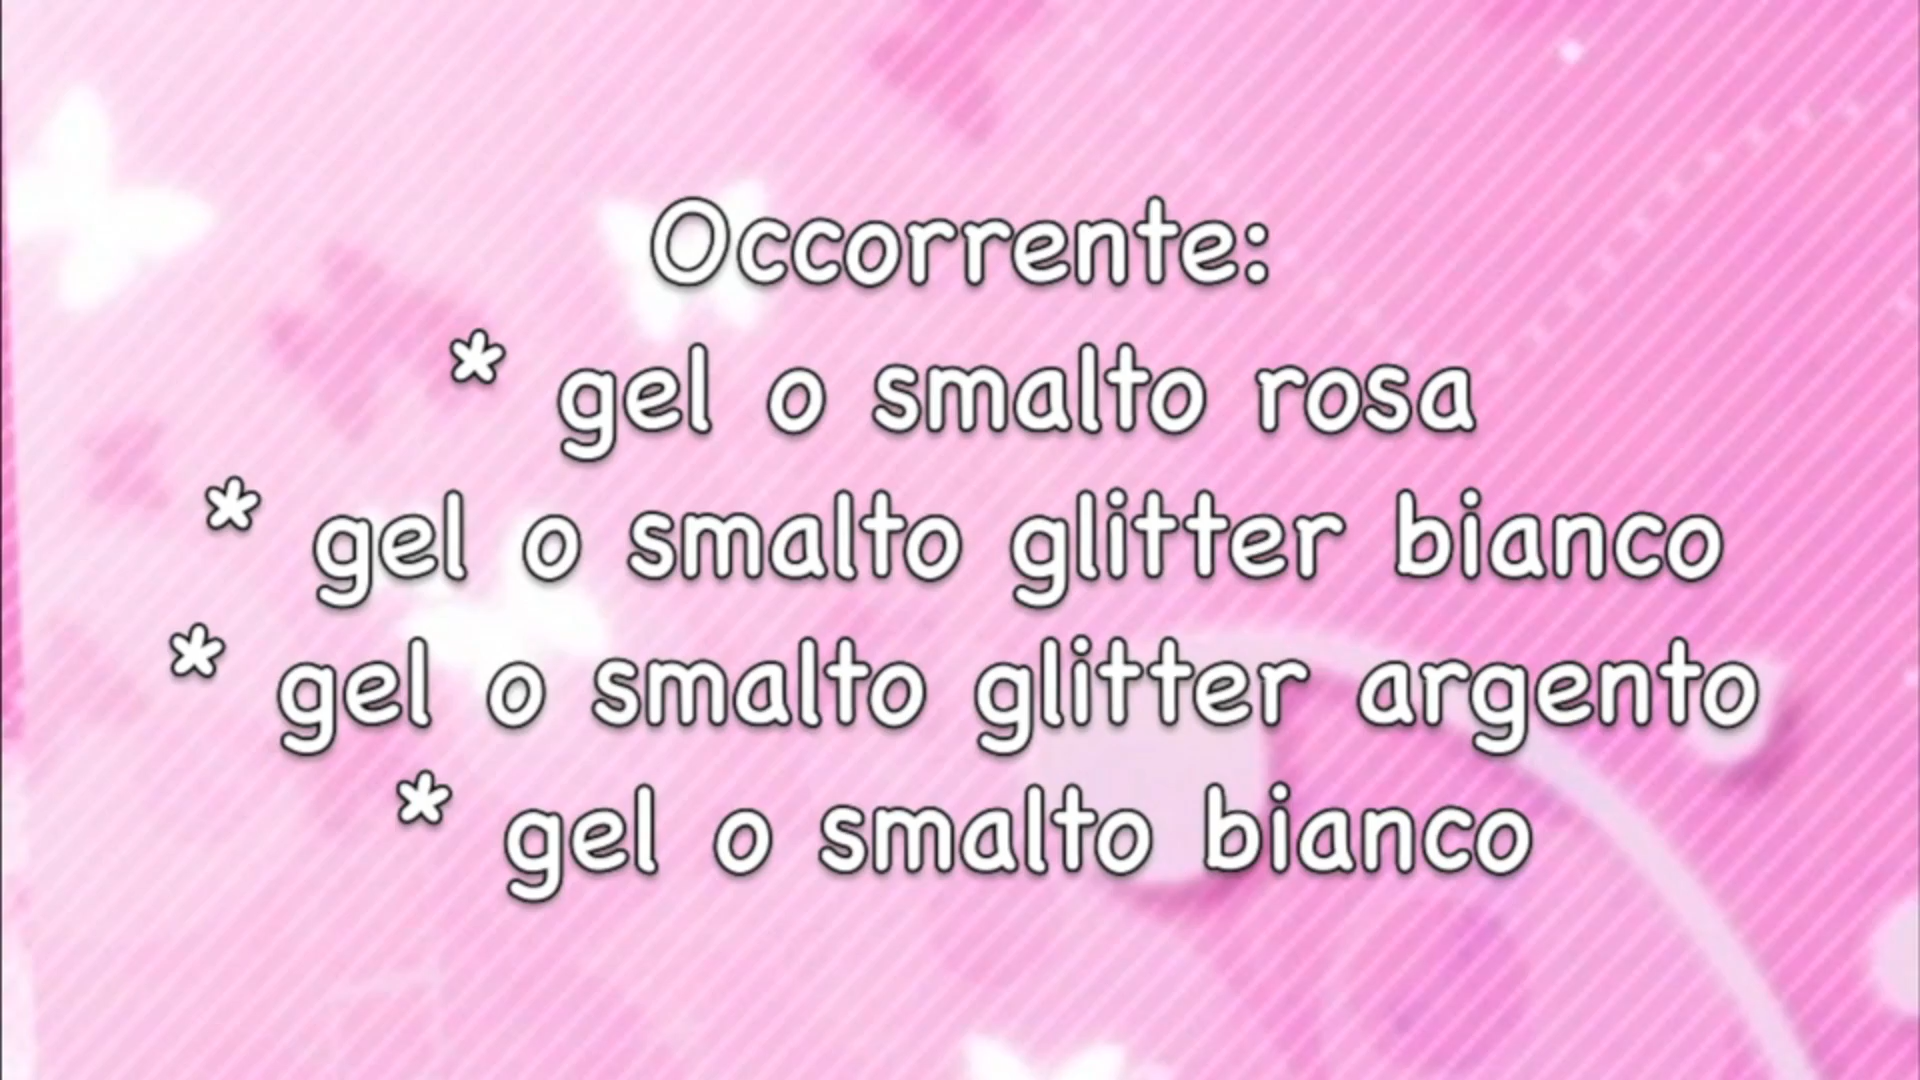 Occorrente:
* gel o smalto rosa
* gel o smalto glitter bianco
* gel o smalto glitter argento
* gel o smalto bianco